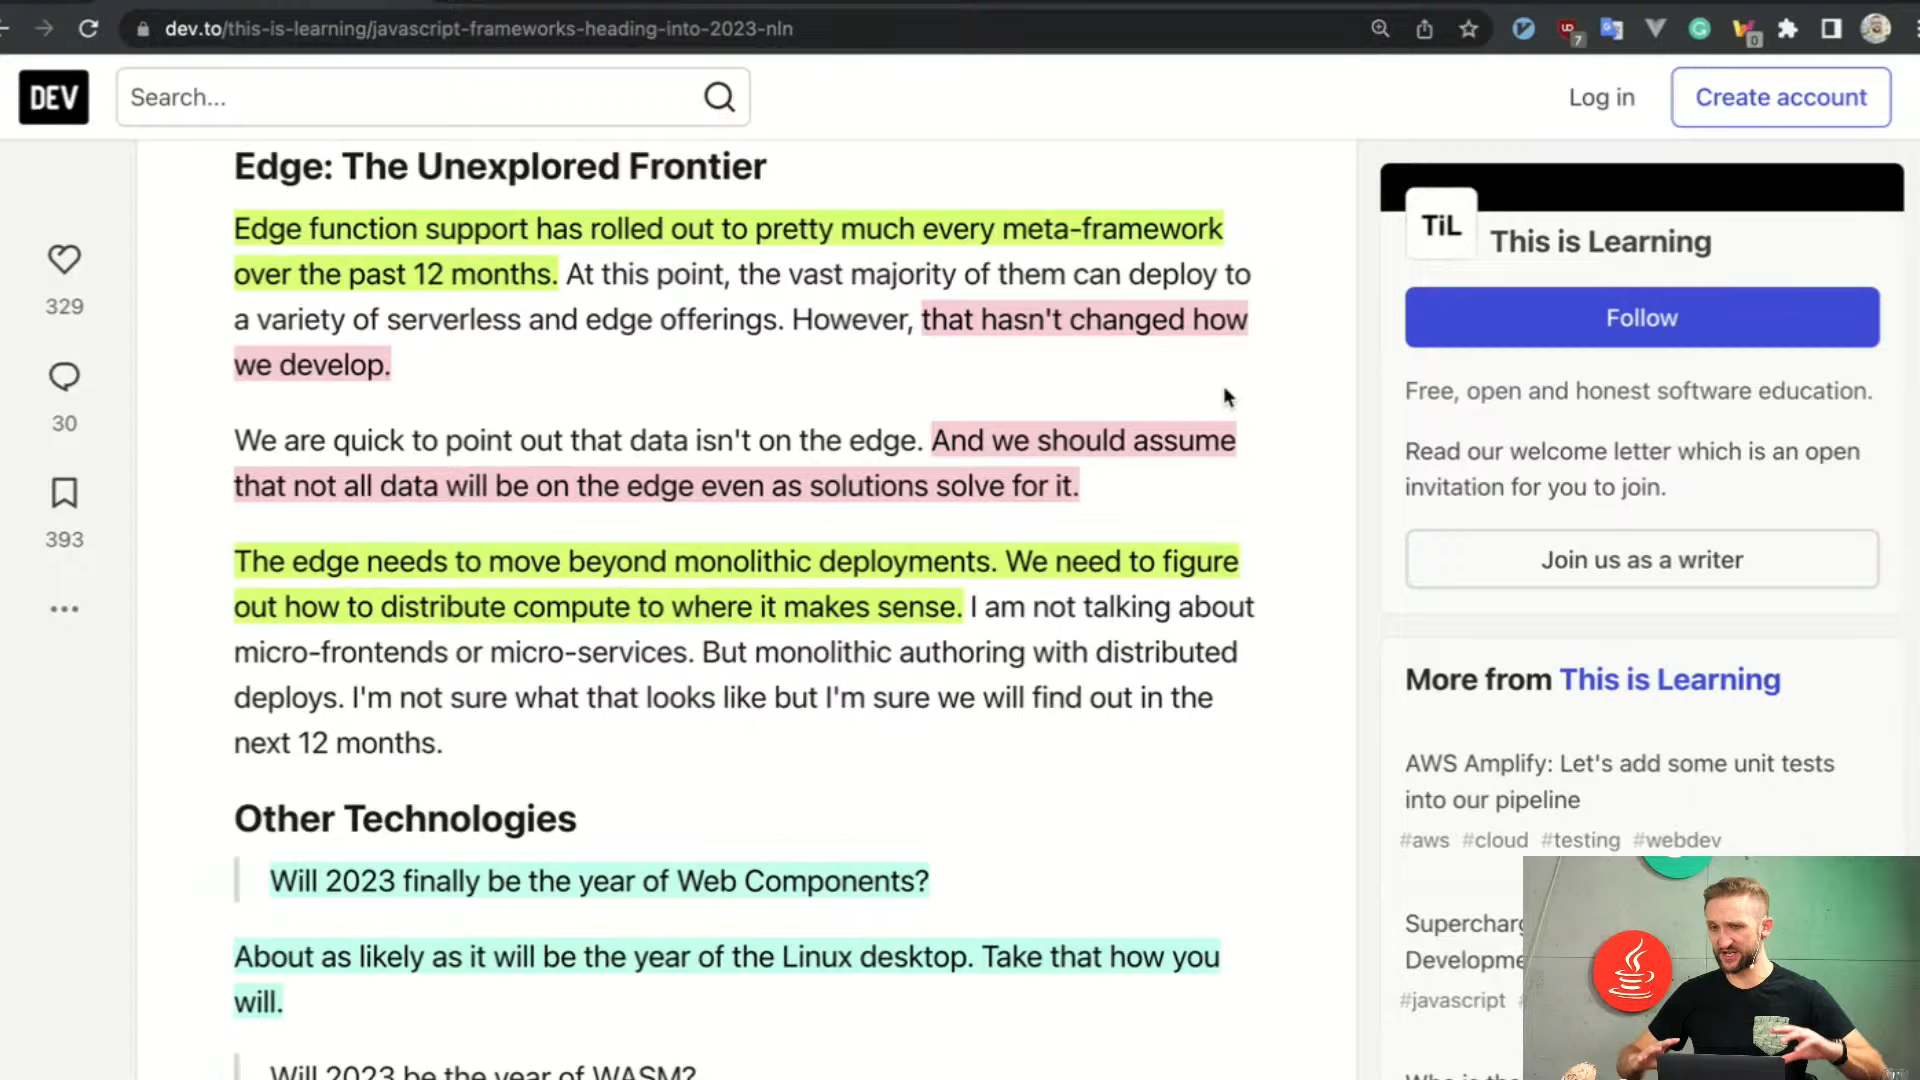 dev.to/this-is-learning/javascript-frameworks-heading-into-2023-nln
7
0
DEV
Search...
Log in
Create account
Edge: The Unexplored Frontier
Edge function support has rolled out to pretty much every meta-framework
over the past 12 months. At this point, the vast majority of them can deploy to
a variety of serverless and edge offerings. However, that hasn't changed how
we develop.
We are quick to point out that data isn't on the edge. And we should assume
that not all data will be on the edge even as solutions solve for it.
The edge needs to move beyond monolithic deployments. We need to figure
out how to distribute compute to where it makes sense. I am not talking about
micro-frontends or micro-services. But monolithic authoring with distributed
deploys. I'm not sure what that looks like but I'm sure we will find out in the
next 12 months.
Other Technologies
Will 2023 finally be the year of Web Components?
About as likely as it will be the year of the Linux desktop. Take that how you
will.
Will 2023 be the year of WASM?
329
30
393
TiL
This is Learning
Follow
Free, open and honest software education.
Read our welcome letter which is an open
invitation for you to join.
Join us as a writer
More from This is Learning
AWS Amplify: Let's add some unit tests
into our pipeline
#aws #cloud #testing #webdev
Supercharg
Developme
#javascript #